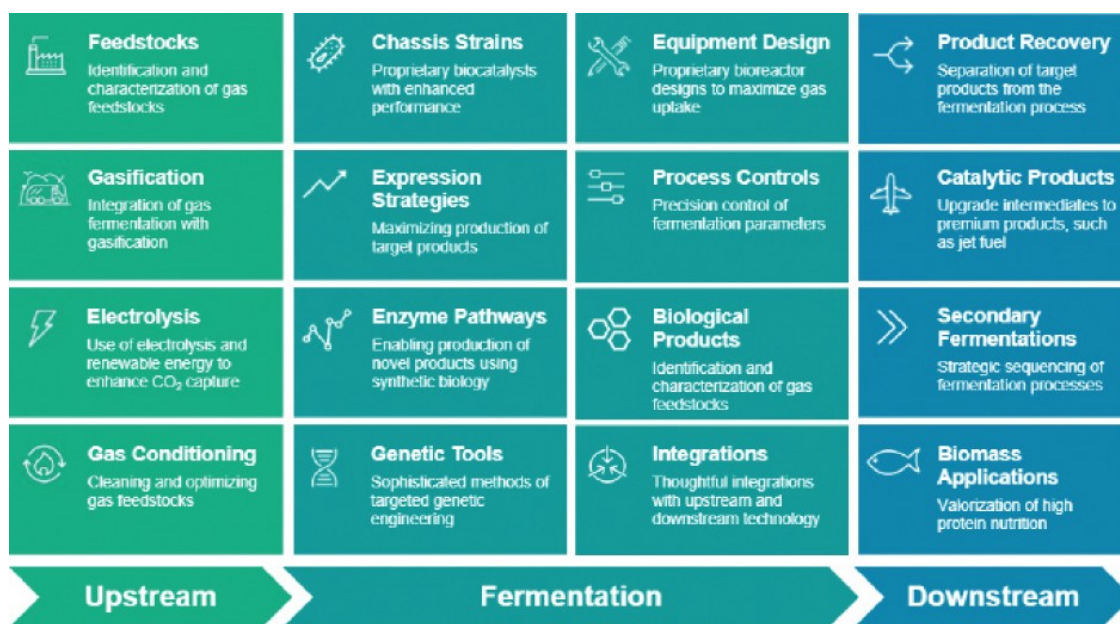 Feedstocks
Identification and
characterization of gas
feedstocks
Chassis Strains
Proprietary biocatalysts
with enhanced
performance
Equipment Design
Proprietary bioreactor
designs to maximize gas
uptake
Product Recovery
Separation of target
products from the
fermentation process
Gasification
Integration of gas
fermentation with
gasification
Expression
Strategies
Maximizing production of
target products
Process Controls
Precision control of
fermentation parameters
Catalytic Products
Upgrade intermediates to
premium products, such
as jet fuel
Electrolysis
Use of electrolysis and
renewable energy to
enhance CO₂ capture
Enzyme Pathways
Enabling production of
novel products using
synthetic biology
Biological
Products
Identification and
characterization of gas
feedstocks
Secondary
Fermentations
Strategic sequencing of
fermentation processes
Gas Conditioning
Cleaning and optimizing
gas feedstocks
Genetic Tools
Sophisticated methods of
targeted genetic
engineering
Integrations
Thoughtful integrations
with upstream and
downstream technology
Biomass
Applications
Valorization of high
protein nutrition
Upstream
Fermentation
Downstream